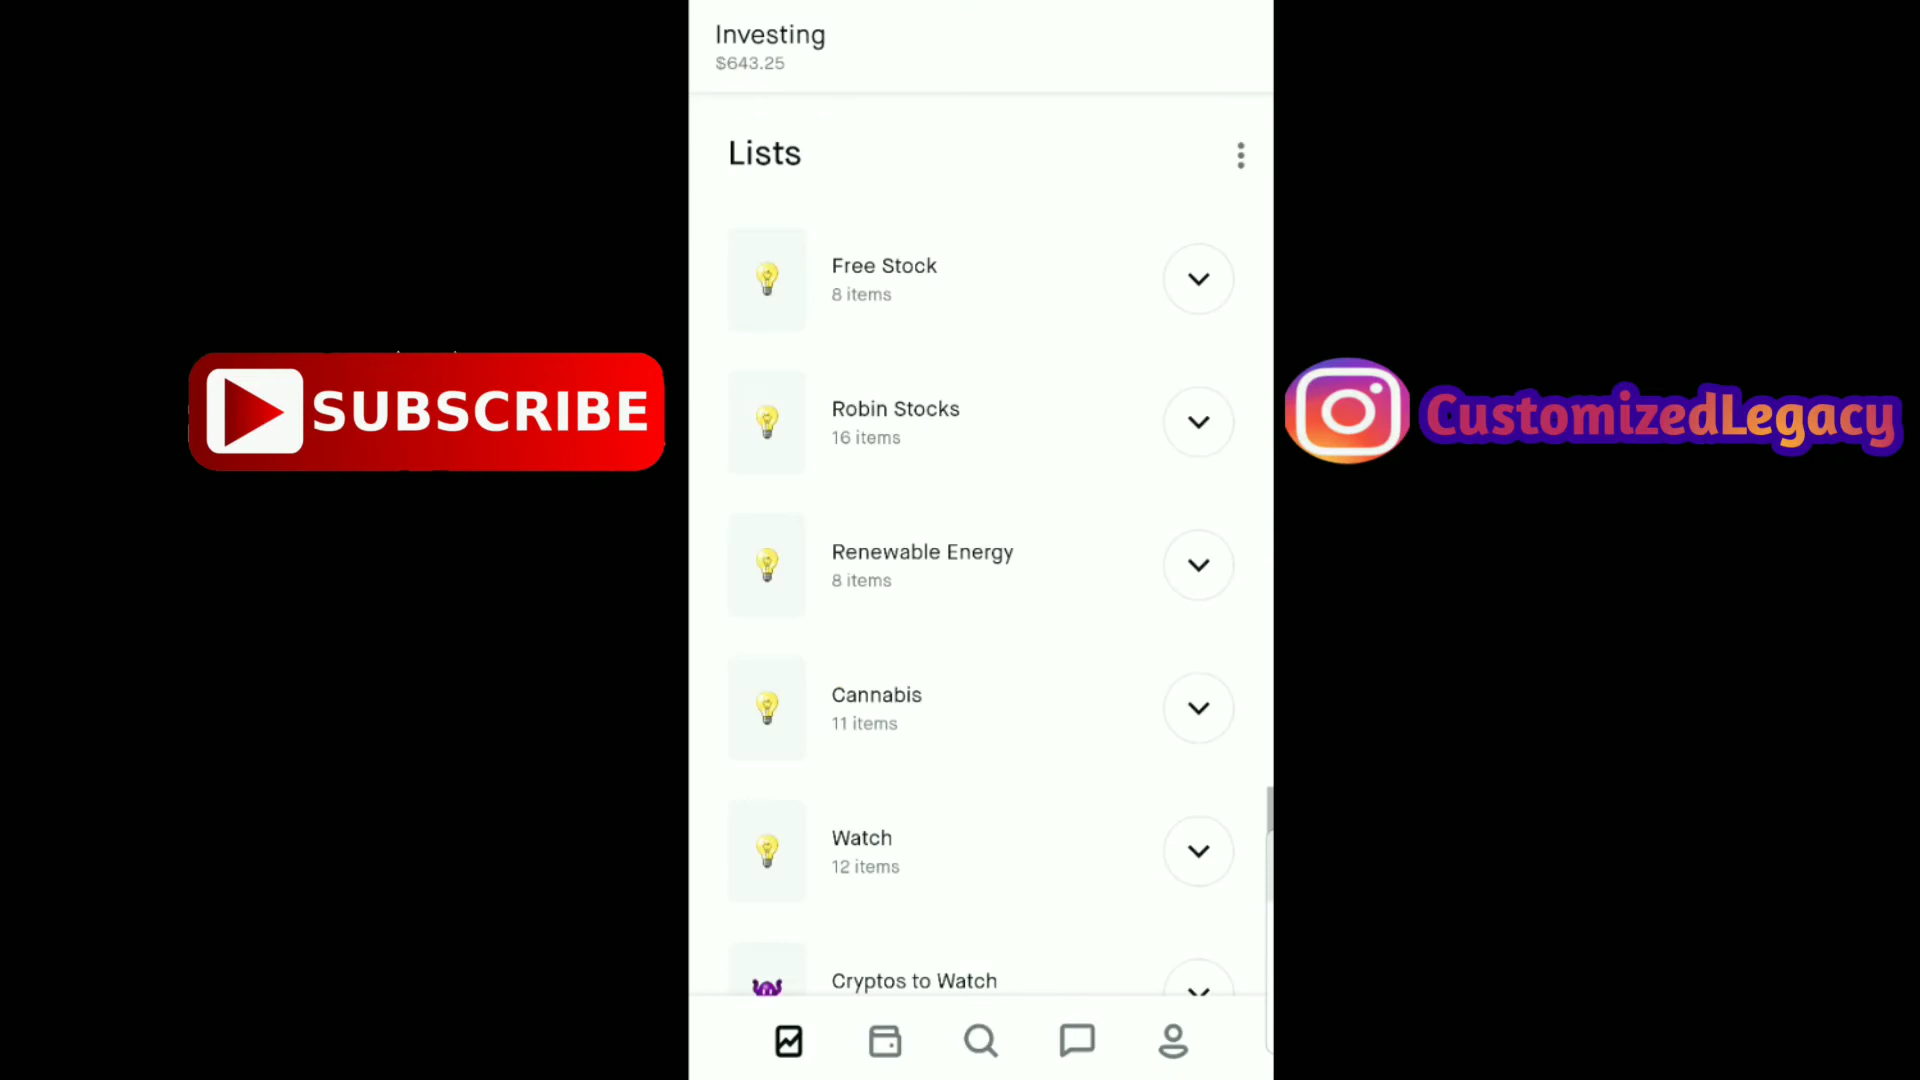 Investing
$643.25
Lists
Free Stock
8 items
Robin Stocks
16 items
SUBSCRIBE
CustomizedLegacy
Renewable Energy
8 items
Cannabis
11 items
Watch
12 items
Cryptos to Watch